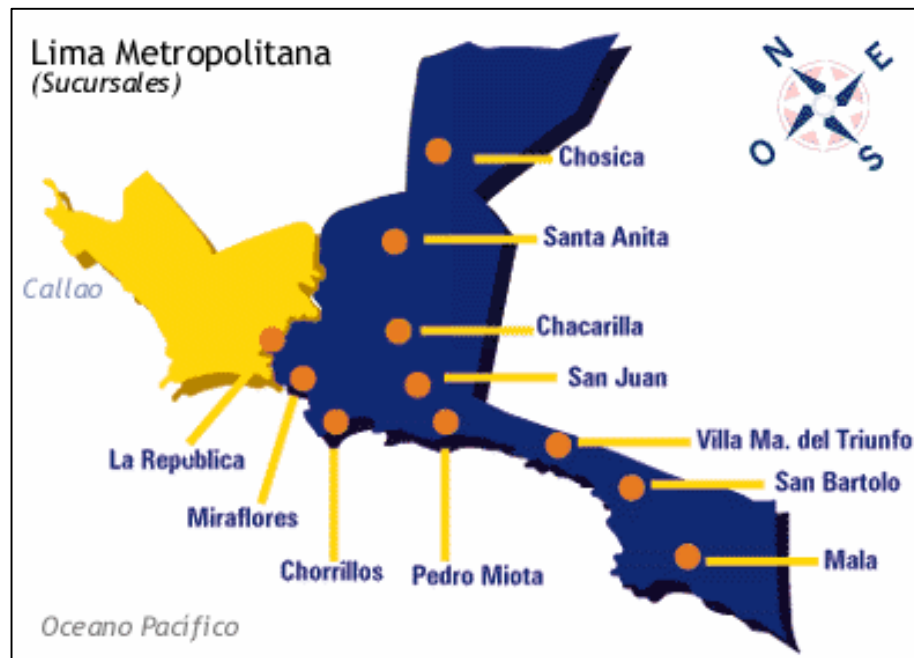 Lima Metropolitana
(Sucursales)
N
E
O
S
Chosica
Santa Anita
Callao
Chacarilla
San Juan
La República
Villa Ma. del Triunfo
San Bartolo
Miraflores
Chorrillos
Pedro Miota
Mala
Oceano Pacífico